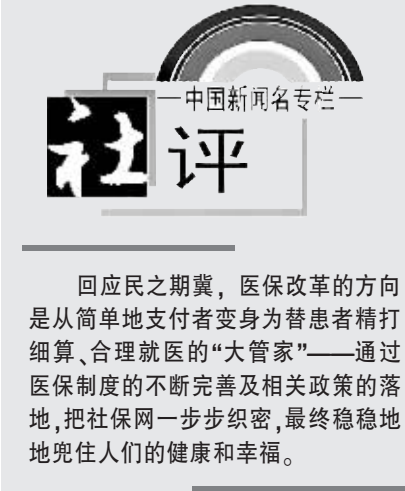 —中国新闻名专栏—
社评
回应民之期冀，医保改革的方向
是从简单地支付者变身为替患者精打
细算、合理就医的“大管家”——通过
医保制度的不断完善及相关政策的落
地，把社保网一步步织密，最终稳稳地
地兜住人们的健康和幸福。